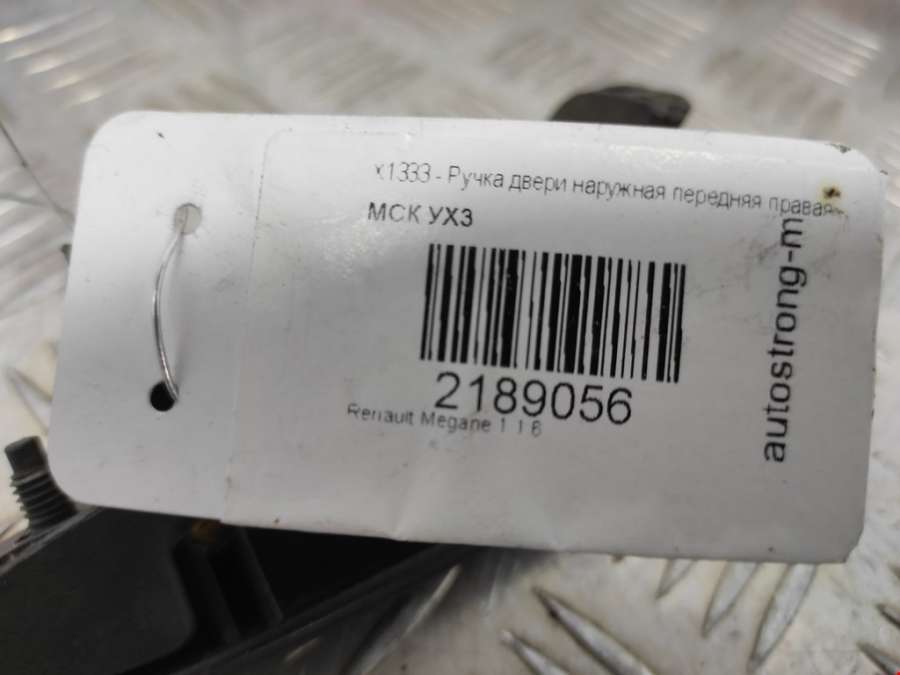 x1333 - Ручка двери наружная передняя правая
МСК УХ3
2189056
Renault Megane 1 1.6
autostrong-m